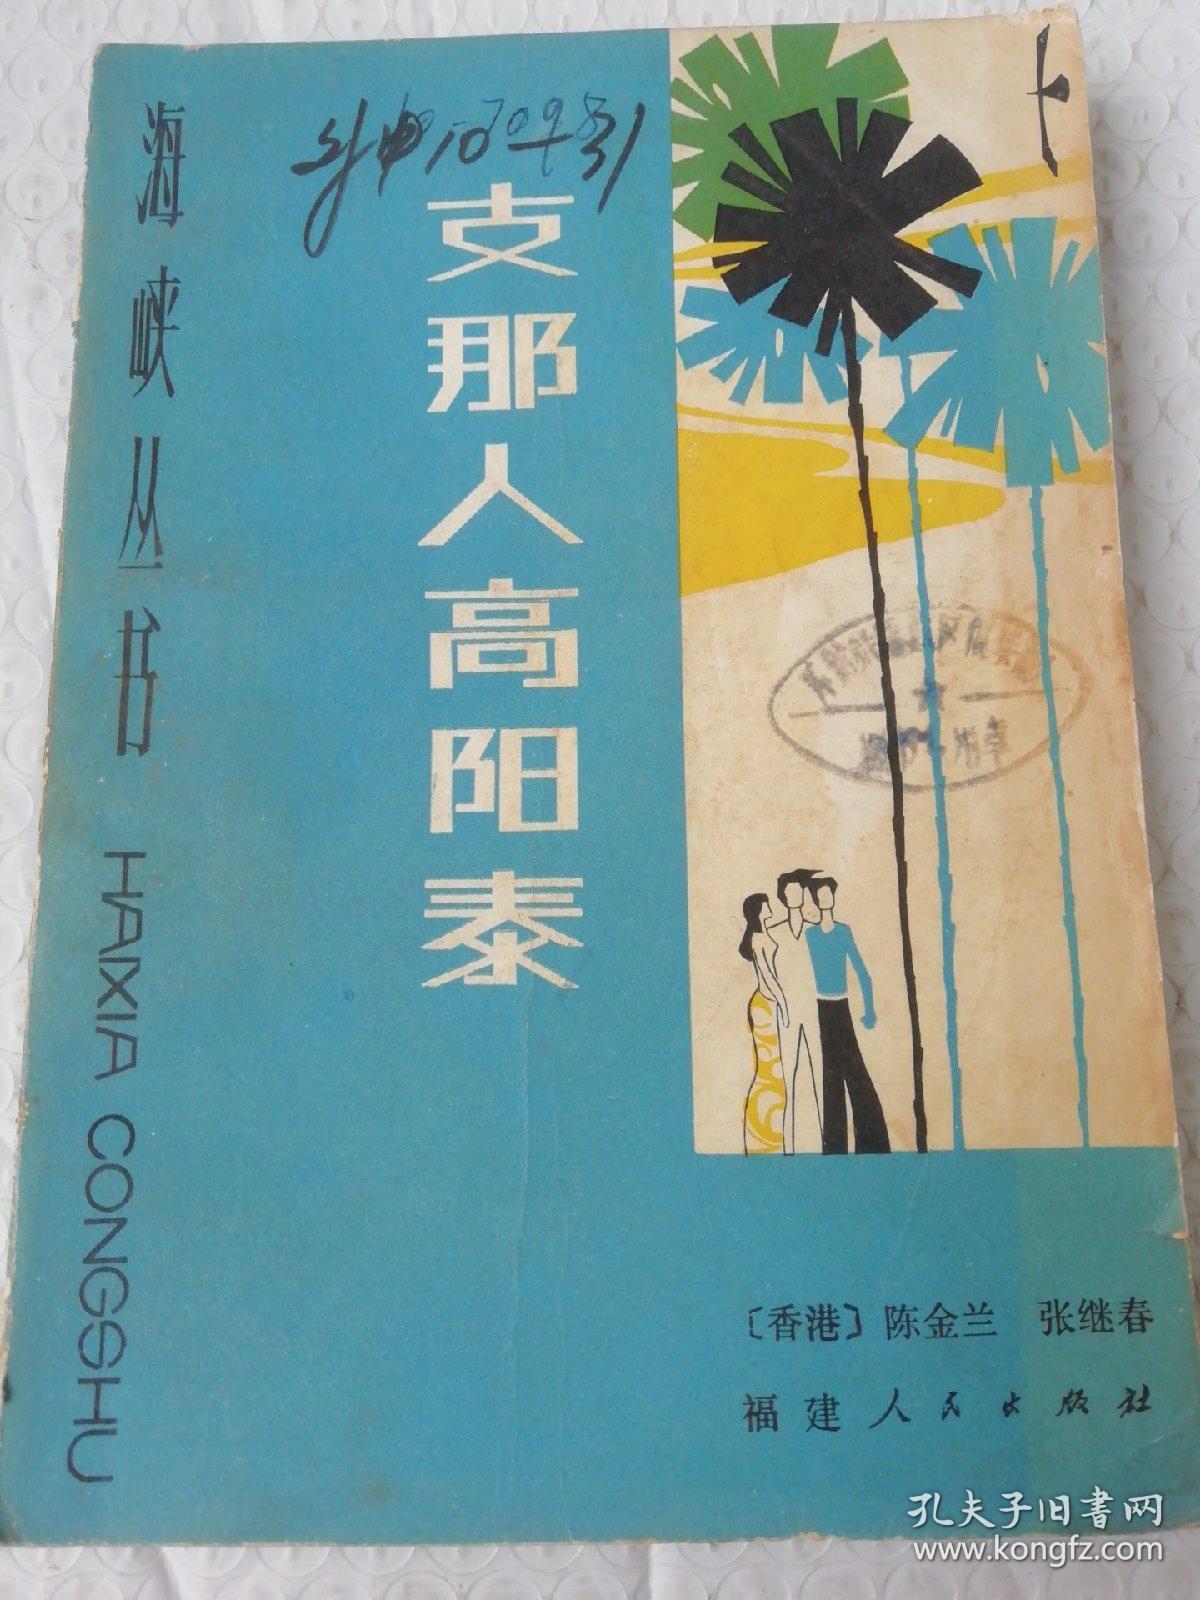 海峡丛书 HAIXIA CONGSHU
支那人高阳泰
〔香港〕陈金兰 张继春
福建人民出版社
孔夫子旧书网
www.kongfz.com